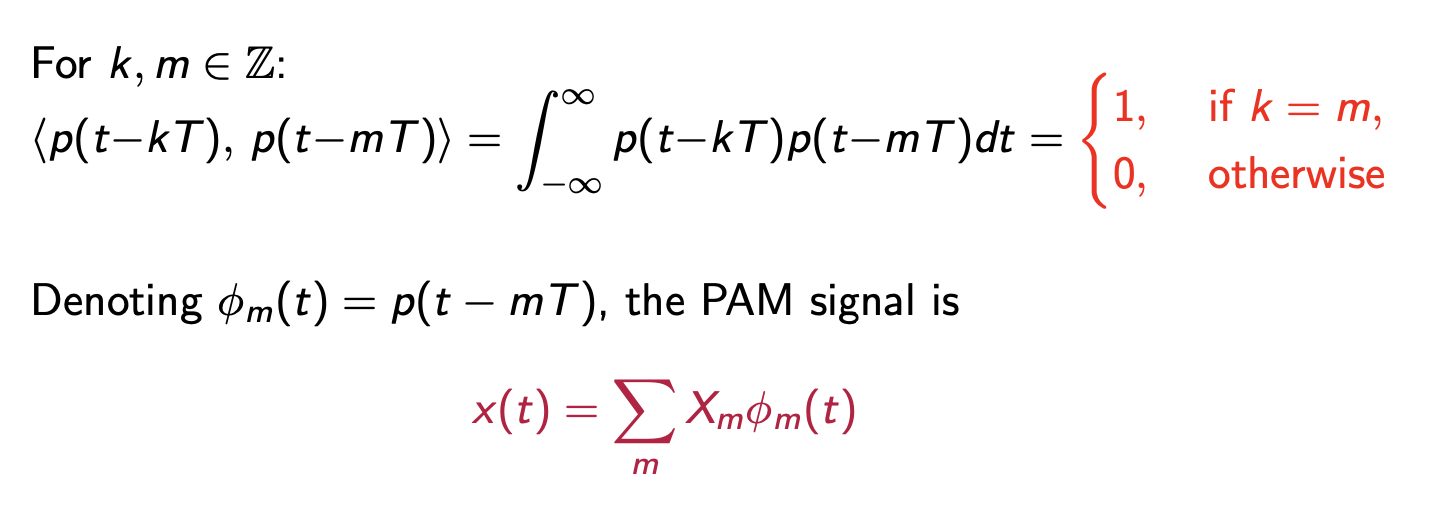 For k, m ∈ ℤ:
⟨p(t−kT), p(t−mT)⟩ = ∫_{−∞}^{∞} p(t−kT)p(t−mT)dt = { 1, if k = m, 0, otherwise
Denoting ϕ_m(t) = p(t − mT), the PAM signal is
x(t) = ∑_m X_m ϕ_m(t)